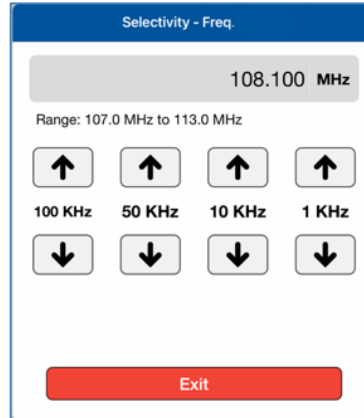 Selectivity - Freq.
108.100 MHz
Range: 107.0 MHz to 113.0 MHz
100 KHz 50 KHz 10 KHz 1 KHz
Exit